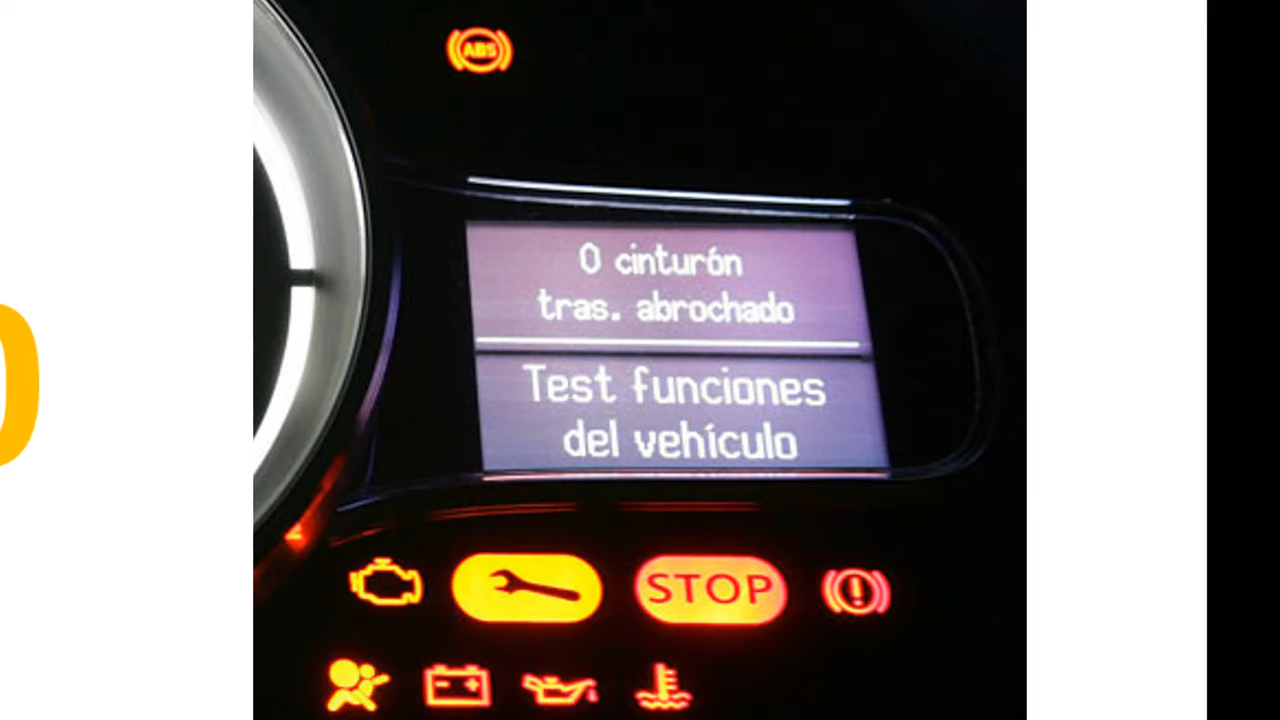 ABS
0 cinturón
tras. abrochado
Test funciones
del vehículo
STOP